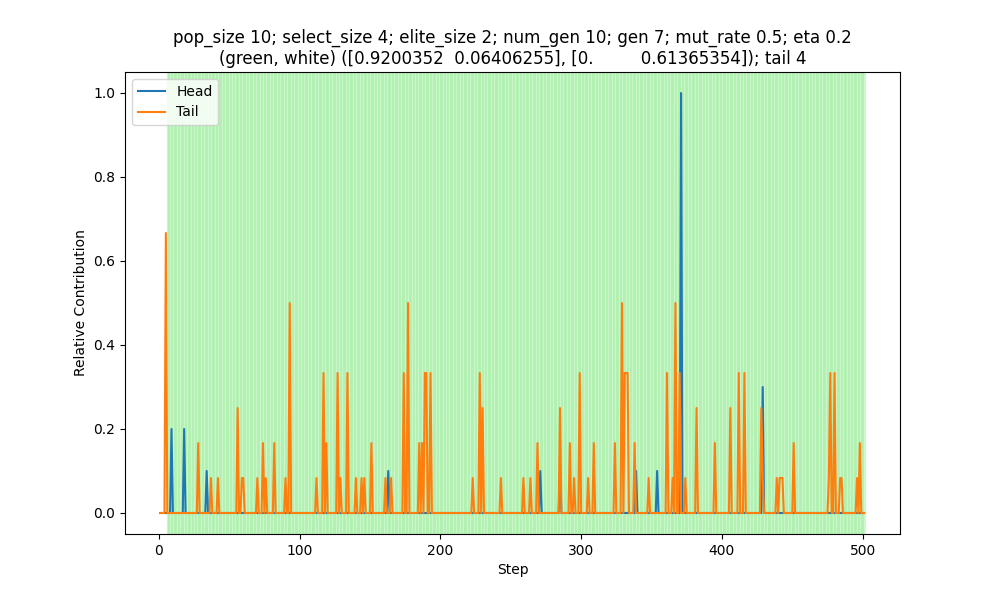 pop_size 10; select_size 4; elite_size 2; num_gen 10; gen 7; mut_rate 0.5; eta 0.2
(green, white) ([0.9200352  0.06406255], [0.         0.61365354]); tail 4
Head
Tail
1.0
0.8
0.6
0.4
0.2
0.0
Relative Contribution
0 100 200 300 400 500
Step